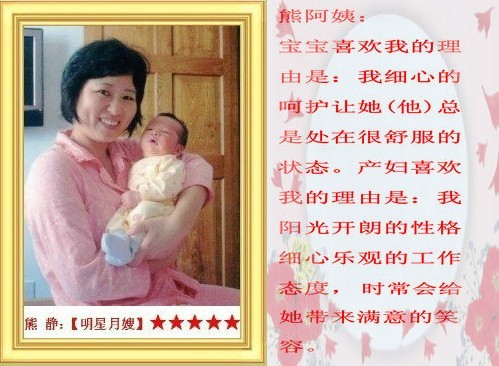 熊阿姨：
宝宝喜欢我的理
由是：我细心的
呵护让她（他）总
是处在很舒服的
状态。产妇喜欢
我的理由是：我
阳光开朗的性格
细心乐观的工作
态度，时常会给
她带来满意的笑
容。
熊 静：【明星月嫂】★★★★★